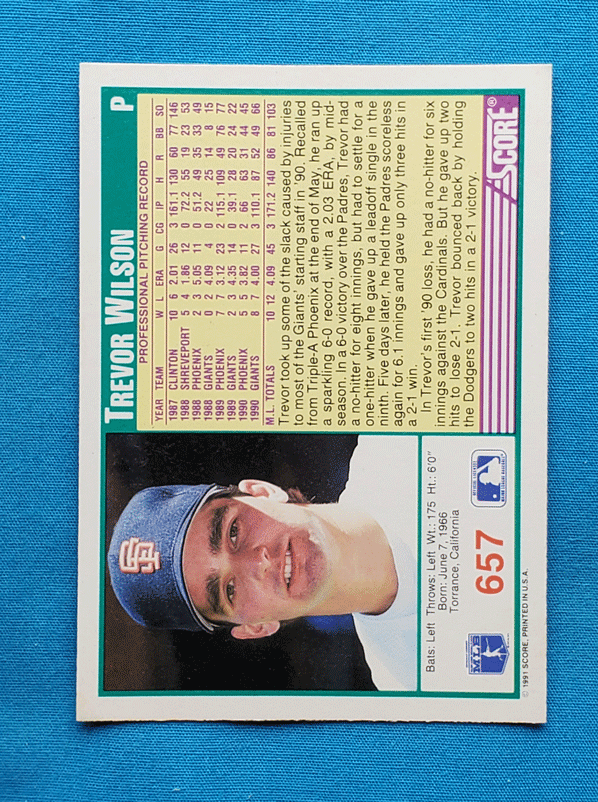 TREVOR WILSON P
PROFESSIONAL PITCHING RECORD
YEAR TEAM W L ERA G CG IP H R BB SO
1987 CLINTON 10 6 2.01 26 3 161.1 130 60 77 146
1988 SHREVEPORT 5 4 1.86 12 0 72.2 55 19 23 53
1988 PHOENIX 2 3 5.05 11 0 51.2 49 35 33 49
1988 GIANTS 0 2 4.09 4 0 22 25 14 8 15
1989 PHOENIX 7 7 3.12 23 2 115.1 109 49 76 77
1989 GIANTS 2 3 4.35 14 0 39.1 28 20 24 22
1990 PHOENIX 5 5 3.82 11 2 66 63 31 44 45
1990 GIANTS 8 7 4.00 27 3 110.1 87 52 49 66
M.L. TOTALS 10 12 4.09 45 3 171.2 140 86 81 103
Trevor took up some of the slack caused by injuries
to most of the Giants' starting staff in '90. Recalled
from Triple-A Phoenix at the end of May, he ran up
a sparkling 6-0 record, with a 2.03 ERA, by mid-
season. In a 6-0 victory over the Padres, Trevor had
a no-hitter for eight innings, but had to settle for a
one-hitter when he gave up a leadoff single in the
ninth. Five days later, he held the Padres scoreless
again for 6.1 innings and gave up only three hits in
a 2-1 win.
In Trevor's first '90 loss, he had a no-hitter for six
innings against the Cardinals. But he gave up two
hits to lose 2-1. Trevor bounced back by holding
the Dodgers to two hits in a 2-1 victory.
SCORE®
SF
Bats: Left Throws: Left Wt.: 175 Ht.: 6'0"
Born: June 7, 1966
Torrance, California
657
MLB
© 1991 SCORE, PRINTED IN U.S.A.